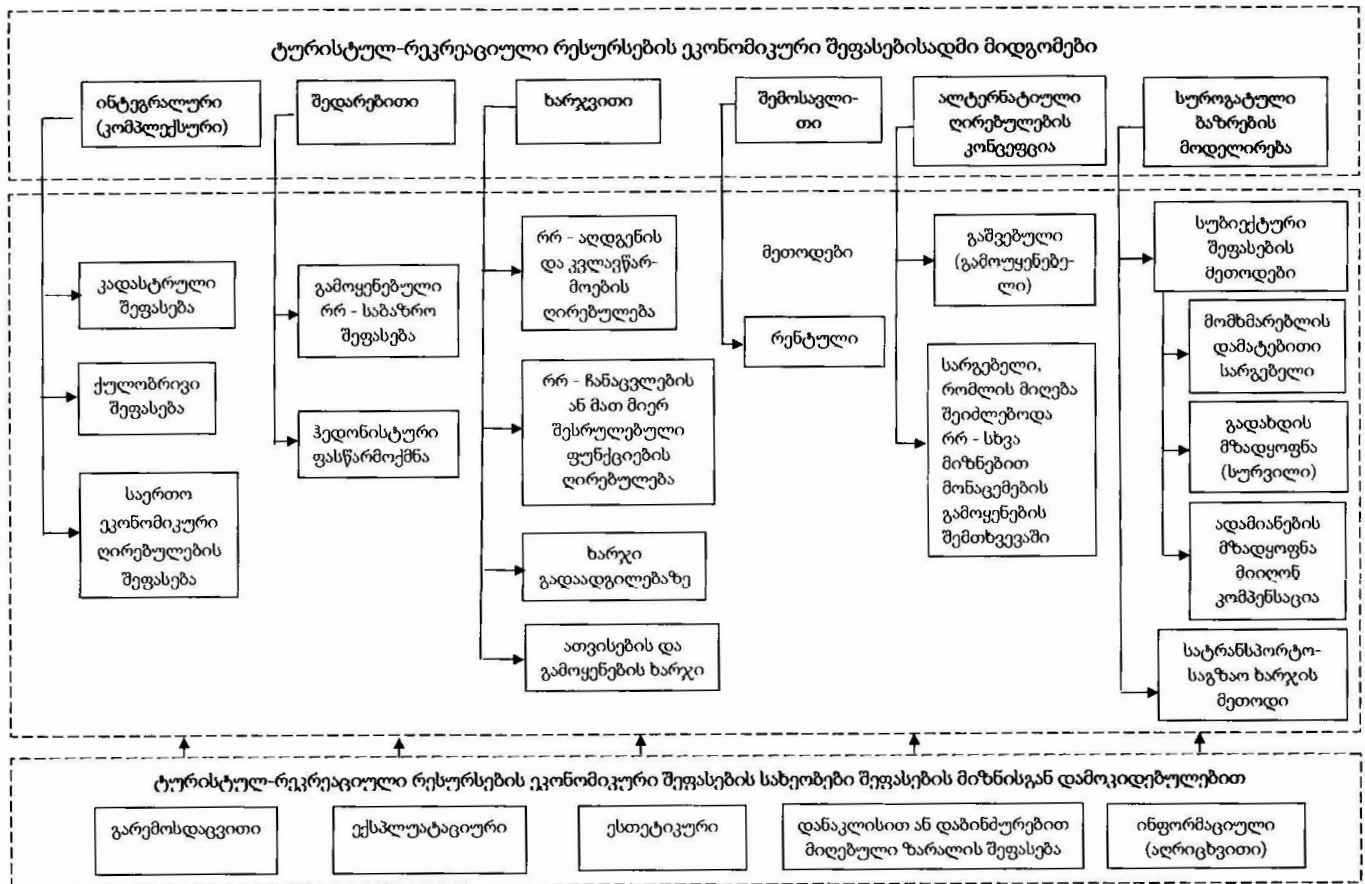 ტურისტულ-რეკრეაციული რესურსების ეკონომიკური შეფასებისადმი მიდგომები
ინტეგრალური
(კომპლექსური)
შედარებითი
ხარჯვითი
შემოსავლი-
თი
ალტერნატიული
ღირებულების
კონცეფცია
სუროგატული
ბაზრების
მოდელირება
კადასტრული
შეფასება
ქულობრივი
შეფასება
საერთო
ეკონომიკური
ღირებულების
შეფასება
გამოყენებული
რრ - საბაზრო
შეფასება
ჰედონისტური
ფასწარმოქმნა
რრ - აღდგენის
და კვლავწარ-
მოების
ღირებულება
რრ - ჩანაცვლების
ან მათ მიერ
შესრულებული
ფუნქციების
ღირებულება
ხარჯი
გადაადგილებაზე
ათვისების და
გამოყენების ხარჯი
მეთოდები
რენტული
გაშვებული
(გამოუყენებე-
ლი)
სარგებელი,
რომლის მიღება
შეიძლებოდა
რრ - სხვა
მიზნებით
მონაცემების
გამოყენების
შემთხვევაში
სუბიექტური
შეფასების
მეთოდები
მომხმარებლის
დამატებითი
სარგებელი
გადახდის
მზადყოფნა
(სურვილი)
ადამიანების
მზადყოფნა
მიიღონ
კომპენსაცია
სატრანსპორტო-
საგზაო ხარჯის
მეთოდი
ტურისტულ-რეკრეაციული რესურსების ეკონომიკური შეფასების სახეობები შეფასების მიზნისგან დამოკიდებულებით
გარემოსდაცვითი
ექსპლუატაციური
ესთეტიკური
დანაკლისით ან დაბინძურებით
მიღებული ზარალის შეფასება
ინფორმაციული
(აღრიცხვითი)